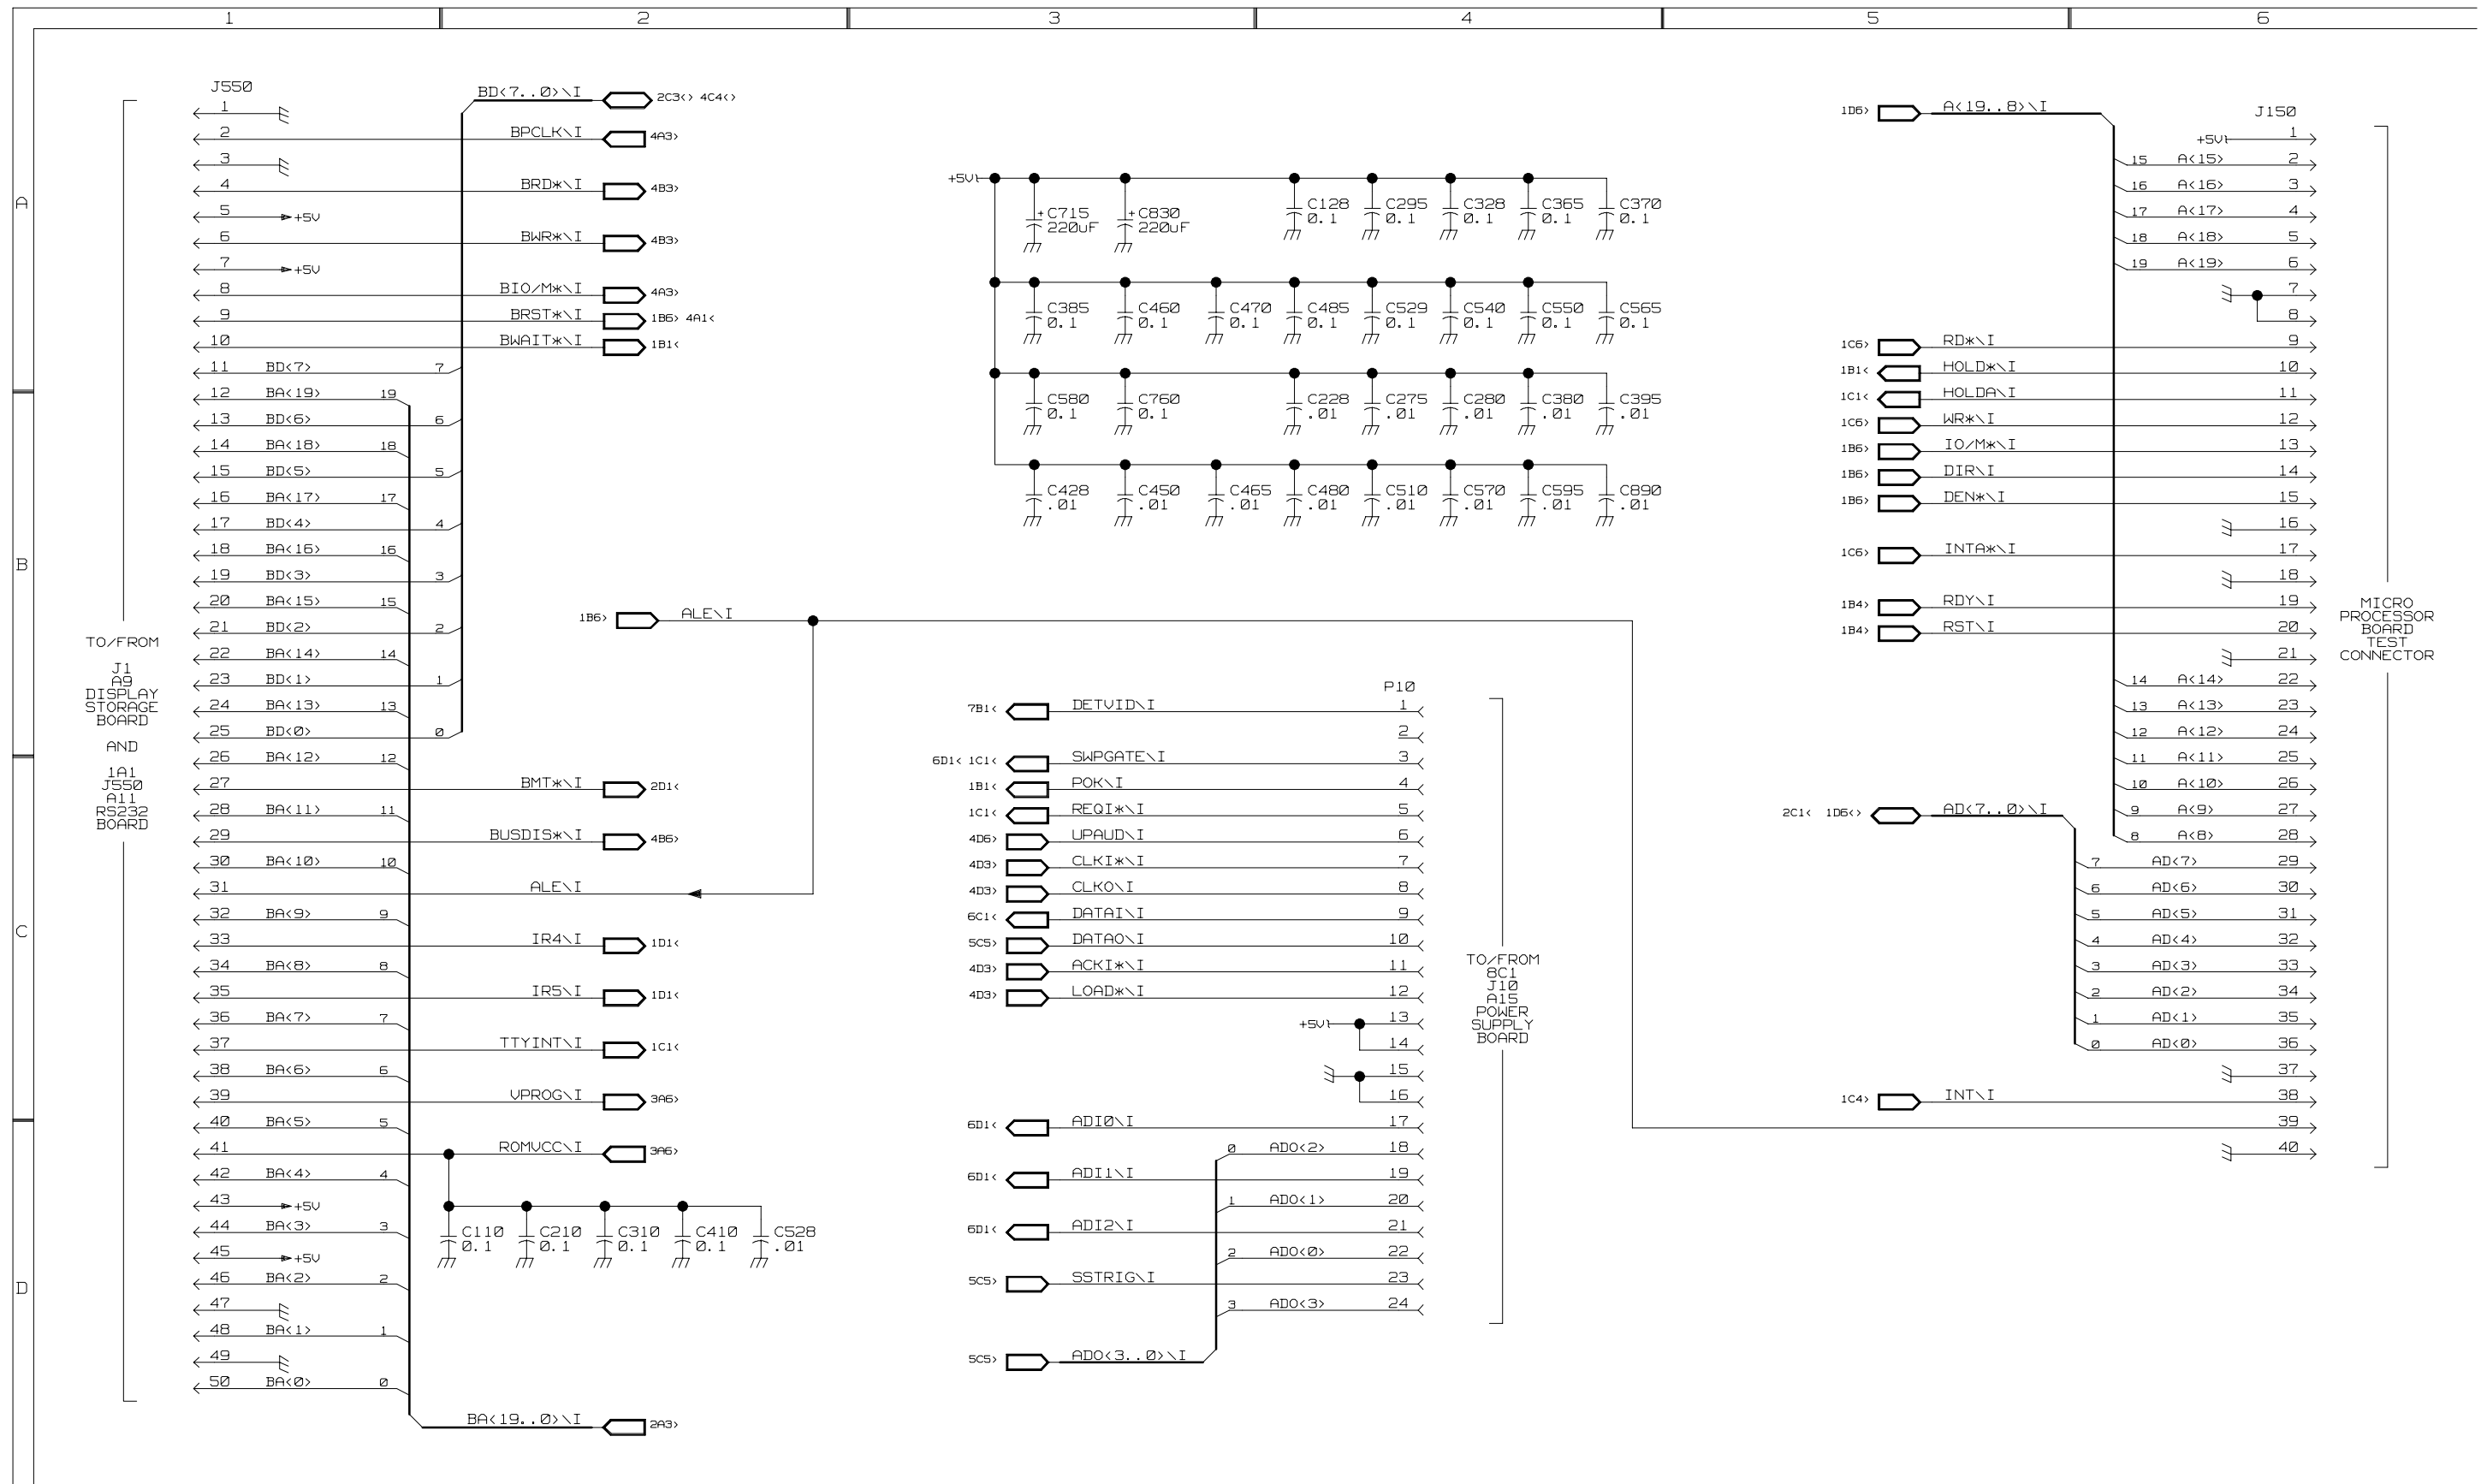 1 2 3 4 5 6
A
B
C
D
J550
1
2 BPCLK\I 4A3>
3
4 BRD*\I 4B3>
5 +5V
6 BWR*\I 4B3>
7 +5V
8 BIO/M*\I 4A3>
9 BRST*\I 1B6> 4A1<
10 BWAIT*\I 1B1<
11 BD<7> 7
12 BA<19> 19
13 BD<6> 6
14 BA<18> 18
15 BD<5> 5
16 BA<17> 17
17 BD<4> 4
18 BA<16> 16
19 BD<3> 3
20 BA<15> 15
21 BD<2> 2
22 BA<14> 14
23 BD<1> 1
24 BA<13> 13
25 BD<0> 0
26 BA<12> 12
27 BMT*\I 2D1<
28 BA<11> 11
29 BUSDIS*\I 4B6>
30 BA<10> 10
31 ALE\I
32 BA<9> 9
33 IR4\I 1D1<
34 BA<8> 8
35 IR5\I 1D1<
36 BA<7> 7
37 TTYINT\I 1C1<
38 BA<6> 6
39 VPROG\I 3A6>
40 BA<5> 5
41 ROMVCC\I 3A6>
42 BA<4> 4
43 +5V
44 BA<3> 3
45 +5V
46 BA<2> 2
47
48 BA<1> 1
49
50 BA<0> 0
BD<7..0>\I 2C3<> 4C4<>
BA<19..0>\I 2A3>
TO/FROM
J1
A9
DISPLAY
STORAGE
BOARD
AND
1A1
J550
A11
RS232
BOARD
C110 C210 C310 C410 C528
0.1 0.1 0.1 0.1 .01
1B6> ALE\I
+5V
C715 C830 C128 C295 C328 C365 C370
+ 220uF + 220uF 0.1 0.1 0.1 0.1 0.1
C385 C460 C470 C485 C529 C540 C550 C565
0.1 0.1 0.1 0.1 0.1 0.1 0.1 0.1
C580 C760 C228 C275 C280 C380 C395
0.1 0.1 .01 .01 .01 .01 .01
C428 C450 C465 C480 C510 C570 C595 C890
.01 .01 .01 .01 .01 .01 .01 .01
P10
7B1< DETVID\I 1
2
6D1< 1C1< SWPGATE\I 3
1B1< POK\I 4
1C1< REQI*\I 5
4D6> UPAUD\I 6
4D3> CLKI*\I 7
4D3> CLKO\I 8
6C1< DATAI\I 9
5C5> DATAO\I 10
4D3> ACKI*\I 11
4D3> LOAD*\I 12
+5V 13
14
15
16
6D1< ADI0\I 17
0 ADO<2> 18
6D1< ADI1\I 19
1 ADO<1> 20
6D1< ADI2\I 21
2 ADO<0> 22
5C5> SSTRIG\I 23
3 ADO<3> 24
5C5> ADO<3..0>\I
TO/FROM
8C1
J10
A15
POWER
SUPPLY
BOARD
1D6> A<19..8>\I
J150
+5V 1
15 A<15> 2
16 A<16> 3
17 A<17> 4
18 A<18> 5
19 A<19> 6
7
8
1C6> RD*\I 9
1B1< HOLD*\I 10
1C1< HOLDA\I 11
1C6> WR*\I 12
1B6> IO/M*\I 13
1B6> DIR\I 14
1B6> DEN*\I 15
16
1C6> INTA*\I 17
18
1B4> RDY\I 19
1B4> RST\I 20
21
14 A<14> 22
13 A<13> 23
12 A<12> 24
11 A<11> 25
10 A<10> 26
9 A<9> 27
8 A<8> 28
2C1< 1D6<> AD<7..0>\I
7 AD<7> 29
6 AD<6> 30
5 AD<5> 31
4 AD<4> 32
3 AD<3> 33
2 AD<2> 34
1 AD<1> 35
0 AD<0> 36
37
1C4> INT\I 38
39
40
MICRO
PROCESSOR
BOARD
TEST
CONNECTOR